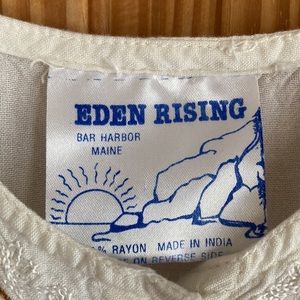 EDEN RISING
BAR HARBOR
MAINE
% RAYON MADE IN INDIA
ON REVERSE SIDE